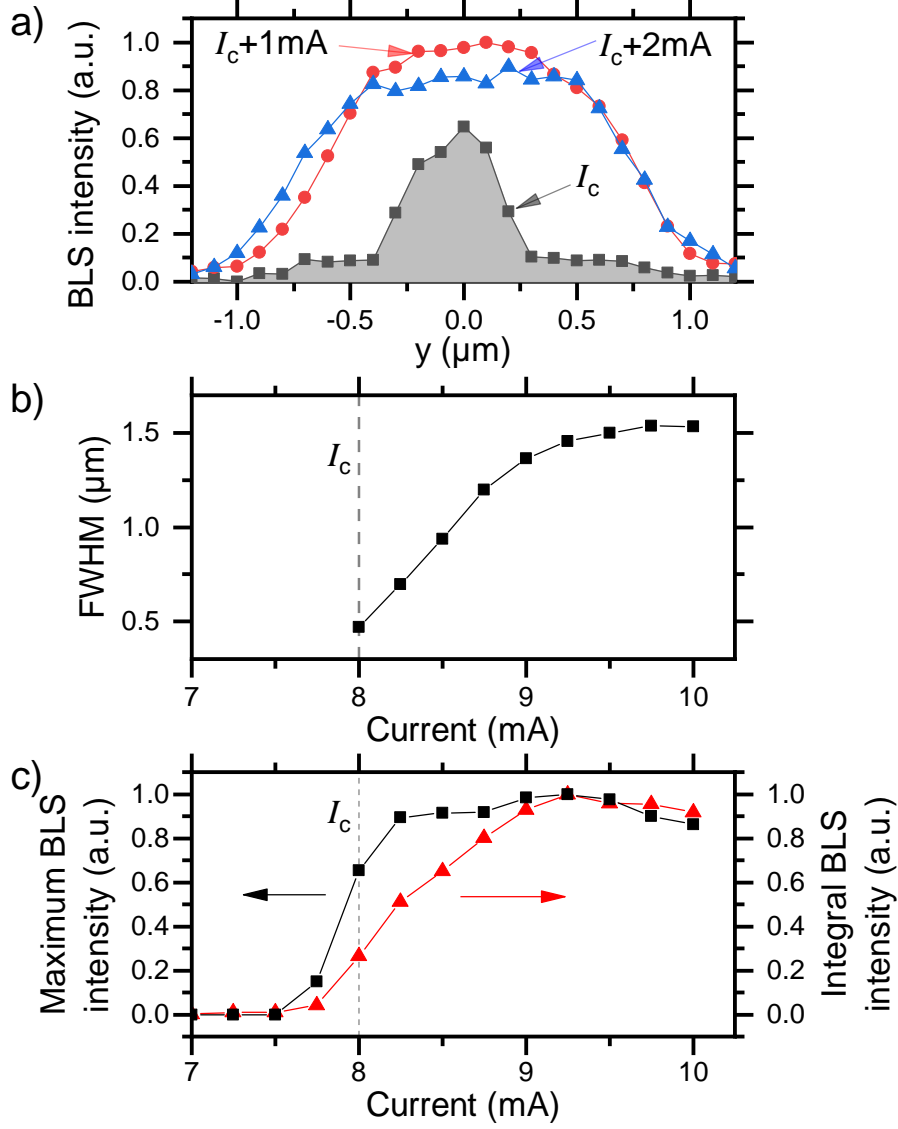 a)
I_c+1mA
I_c+2mA
I_c
BLS intensity (a.u.)
1.0
0.8
0.6
0.4
0.2
0.0
-1.0 -0.5 0.0 0.5 1.0
y (µm)
b)
I_c
FWHM (µm)
1.5
1.0
0.5
7 8 9 10
Current (mA)
c)
I_c
Maximum BLS
intensity (a.u.)
1.0
0.8
0.6
0.4
0.2
0.0
1.0
0.8
0.6
0.4
0.2
0.0
Integral BLS
intensity (a.u.)
7 8 9 10
Current (mA)